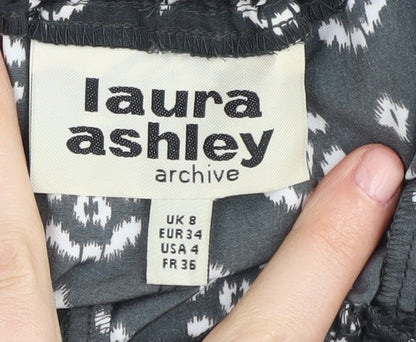 laura
ashley
archive
UK 8
EUR 34
USA 4
FR 36